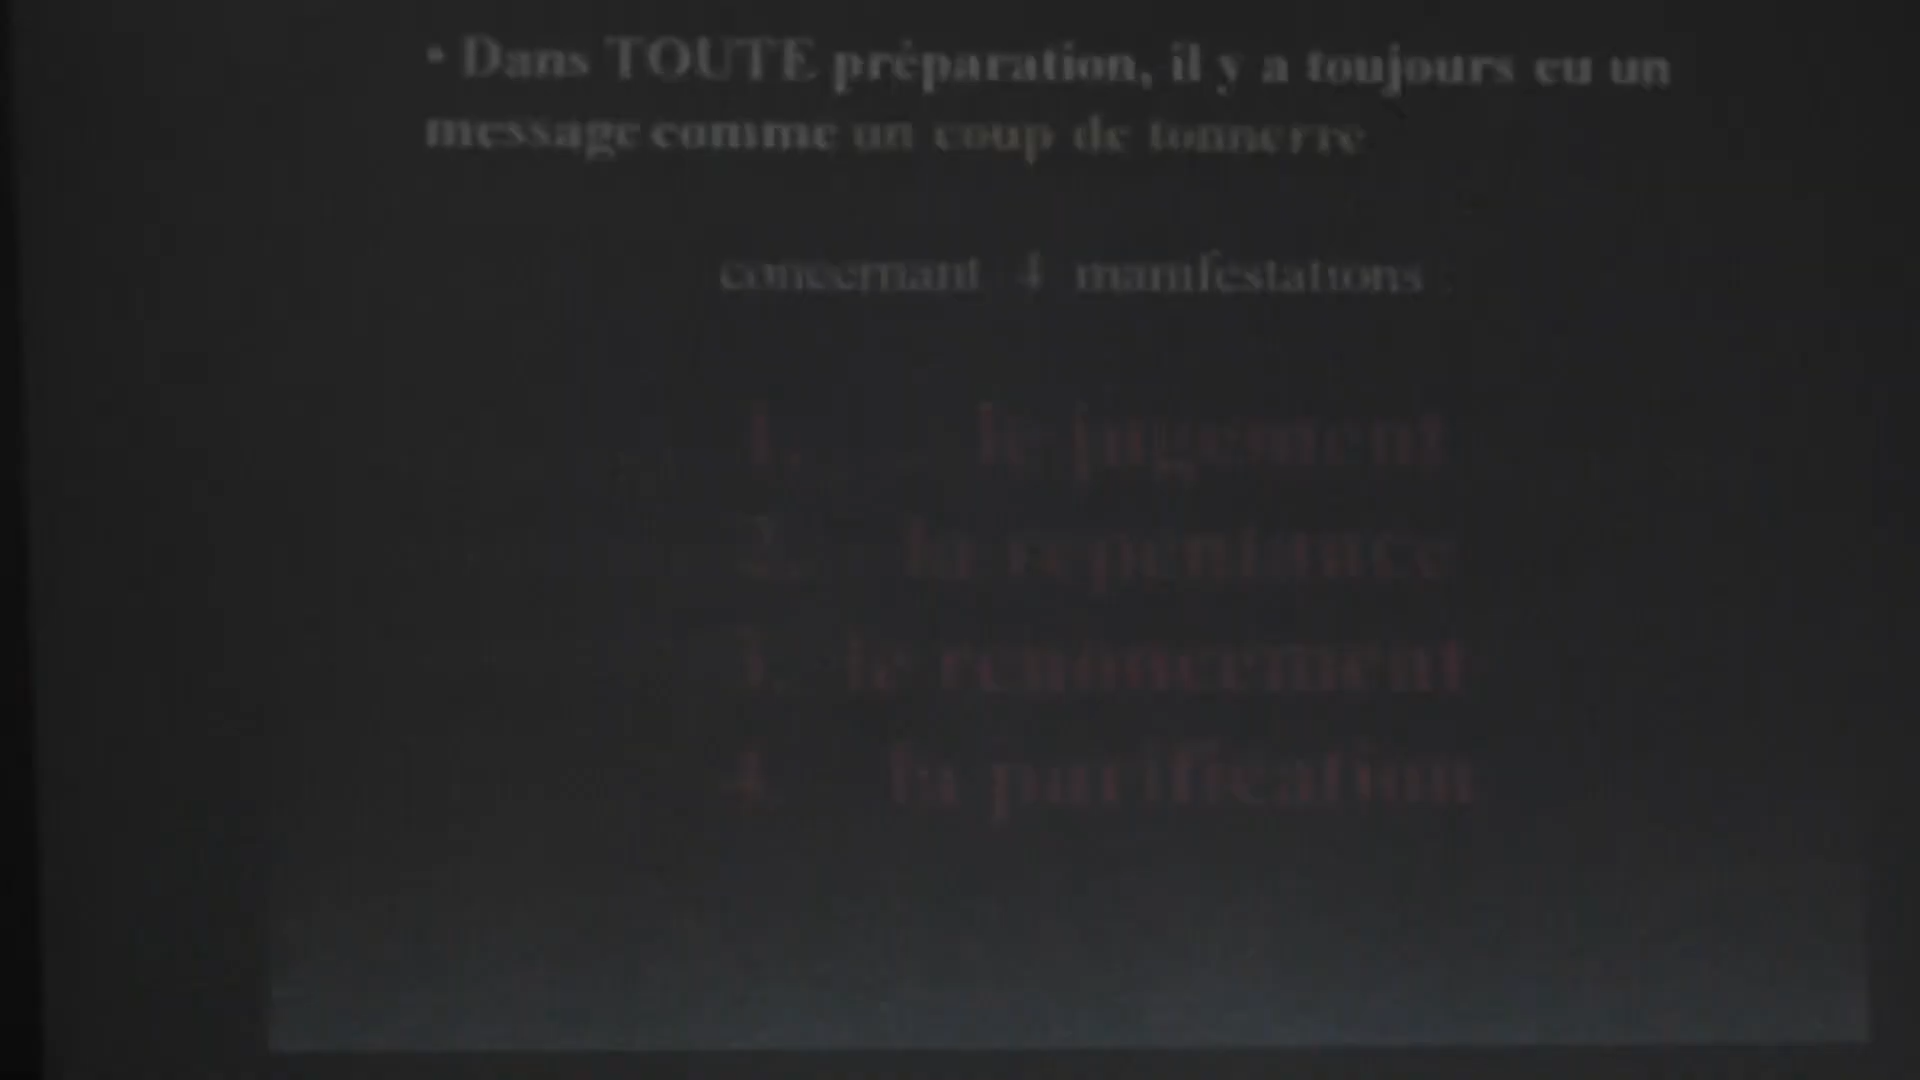 • Dans TOUTE préparation, il y a toujours eu un
message comme un coup de tonnerre
concernant 4 manifestations :
1. le jugement
2. la repentance
3. le renoncement
4. la purification